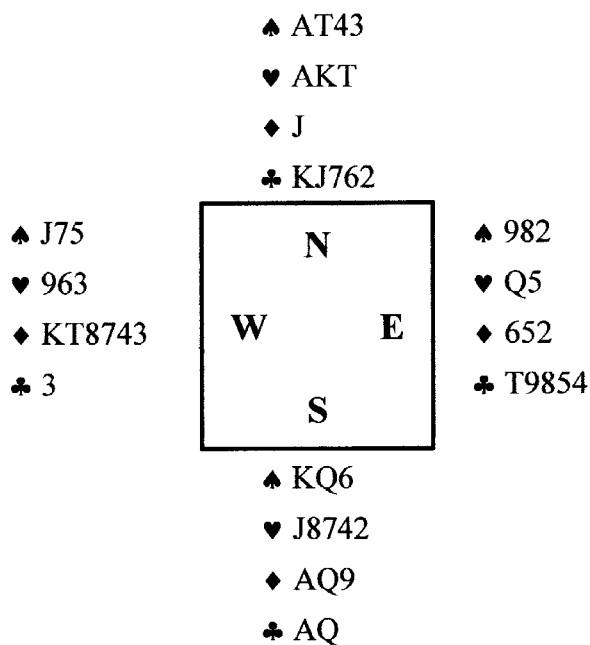 ♠ AT43
♥ AKT
♦ J
♣ KJ762
♠ J75
♥ 963
♦ KT8743
♣ 3
N
W E
S
♠ 982
♥ Q5
♦ 652
♣ T9854
♠ KQ6
♥ J8742
♦ AQ9
♣ AQ